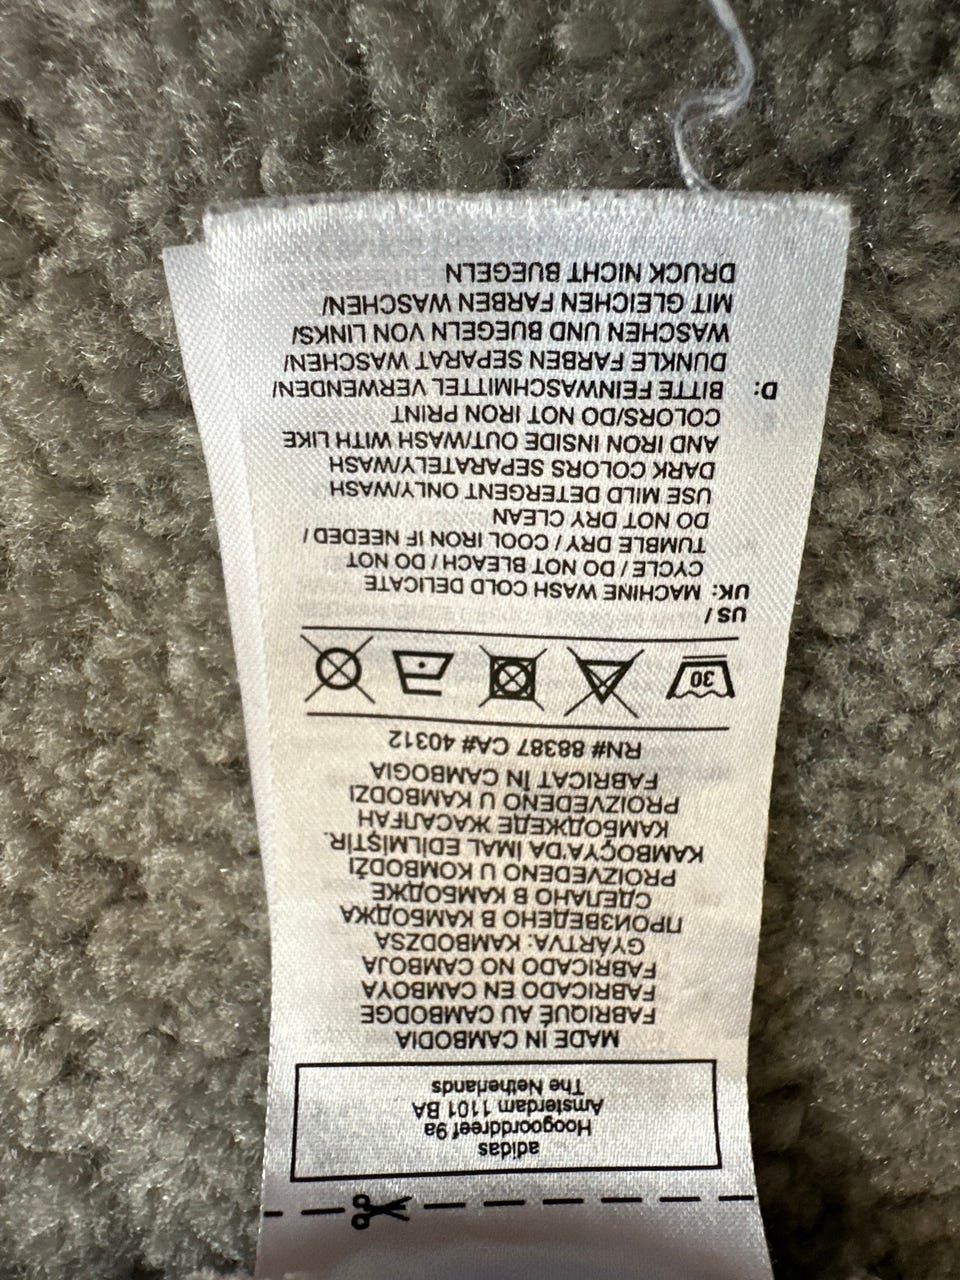 adidas
Hoogoorddreef 9a
Amsterdam 1101 BA
The Netherlands
MADE IN CAMBODIA
FABRIQUÉ AU CAMBODGE
FABRICADO EN CAMBOYA
FABRICADO NO CAMBOJA
GYÁRTVA: KAMBODZSA
ПРОИЗВЕДЕНО В КАМБОДЖА
СДЕЛАНО В КАМБОДЖЕ
PROIZVEDENO U KOMBODŽI
KAMBOÇYA'DA İMAL EDİLMİŞTİR.
КАМБОДЖЕДЕ ЖАСАЛҒАН
PROIZVEDENO U KAMBODZI
FABRICAT ÎN CAMBOGIA
RN# 88387 CA# 40312
30
US /
UK: MACHINE WASH COLD DELICATE
CYCLE / DO NOT BLEACH / DO NOT
TUMBLE DRY / COOL IRON IF NEEDED /
DO NOT DRY CLEAN
USE MILD DETERGENT ONLY/WASH
DARK COLORS SEPARATELY/WASH
AND IRON INSIDE OUT/WASH WITH LIKE
COLORS/DO NOT IRON PRINT
D: BITTE FEINWASCHMITTEL VERWENDEN/
DUNKLE FARBEN SEPARAT WASCHEN/
WASCHEN UND BUEGELN VON LINKS/
MIT GLEICHEN FARBEN WASCHEN/
DRUCK NICHT BUEGELN